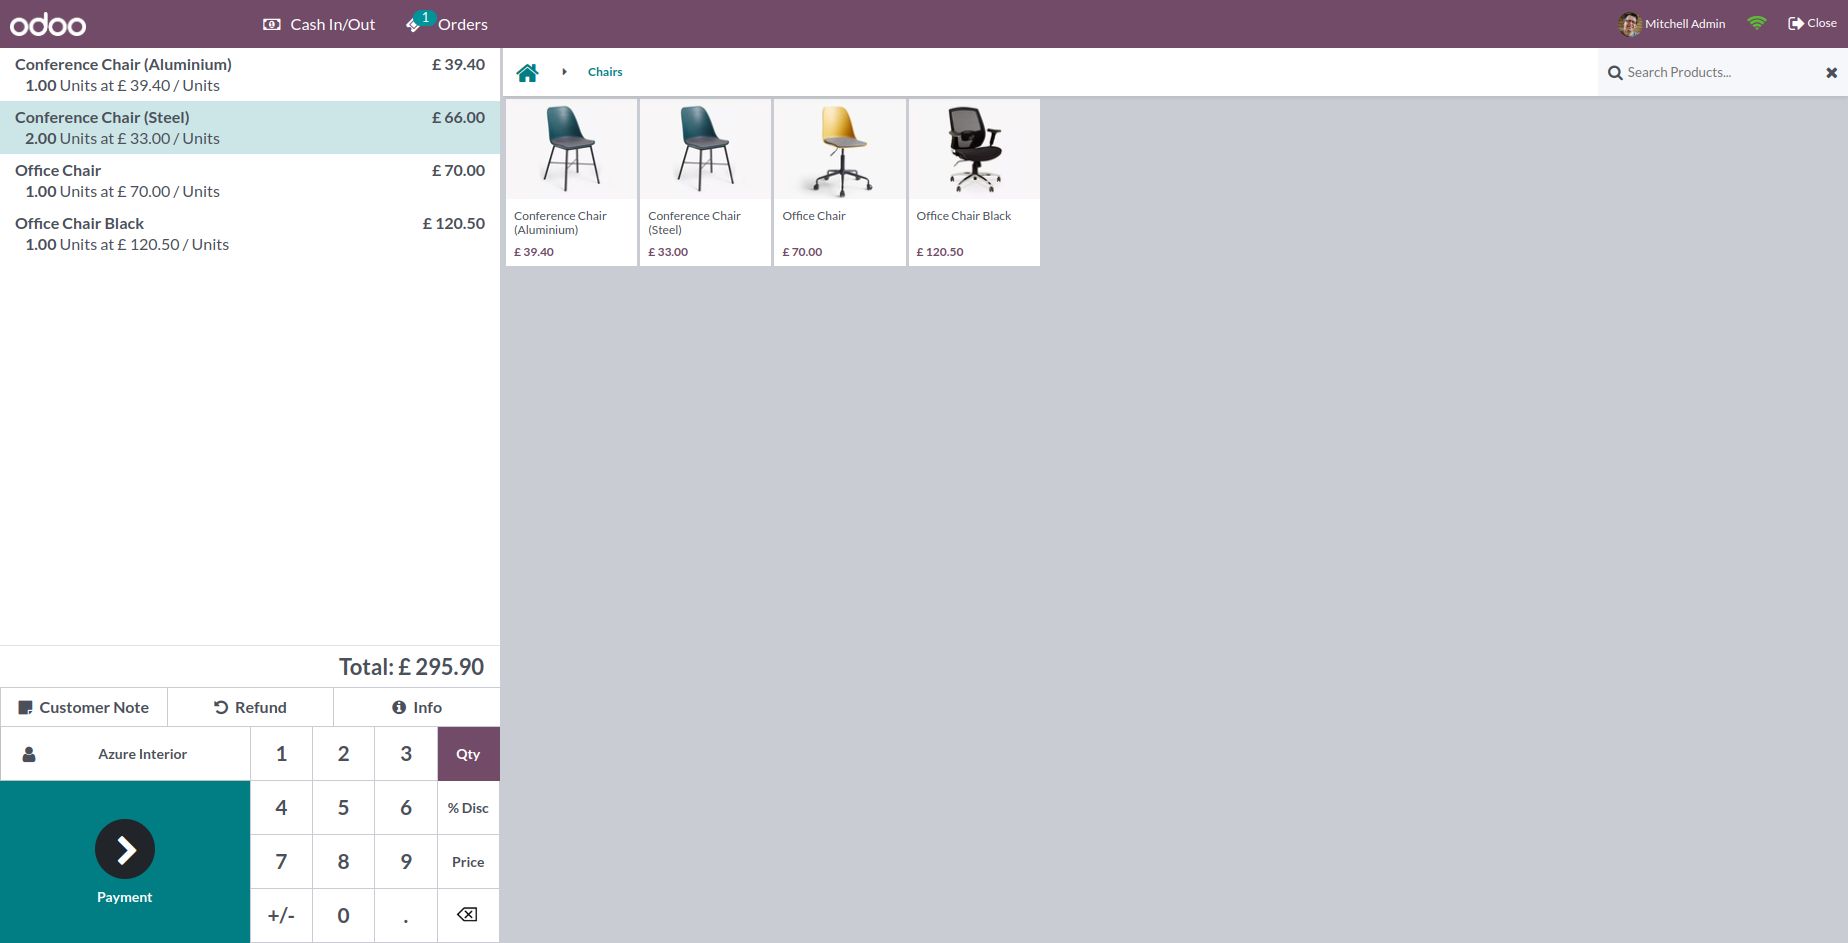 odoo
Cash In/Out
1
Orders
Mitchell Admin
Close
Conference Chair (Aluminium) £ 39.40
1.00 Units at £ 39.40 / Units
Conference Chair (Steel) £ 66.00
2.00 Units at £ 33.00 / Units
Office Chair £ 70.00
1.00 Units at £ 70.00 / Units
Office Chair Black £ 120.50
1.00 Units at £ 120.50 / Units
Total: £ 295.90
Customer Note
Refund
Info
Azure Interior
1 2 3 Qty
4 5 6 % Disc
7 8 9 Price
+/- 0 .
Payment
Chairs
Search Products...
Conference Chair
(Aluminium)
£ 39.40
Conference Chair
(Steel)
£ 33.00
Office Chair
£ 70.00
Office Chair Black
£ 120.50